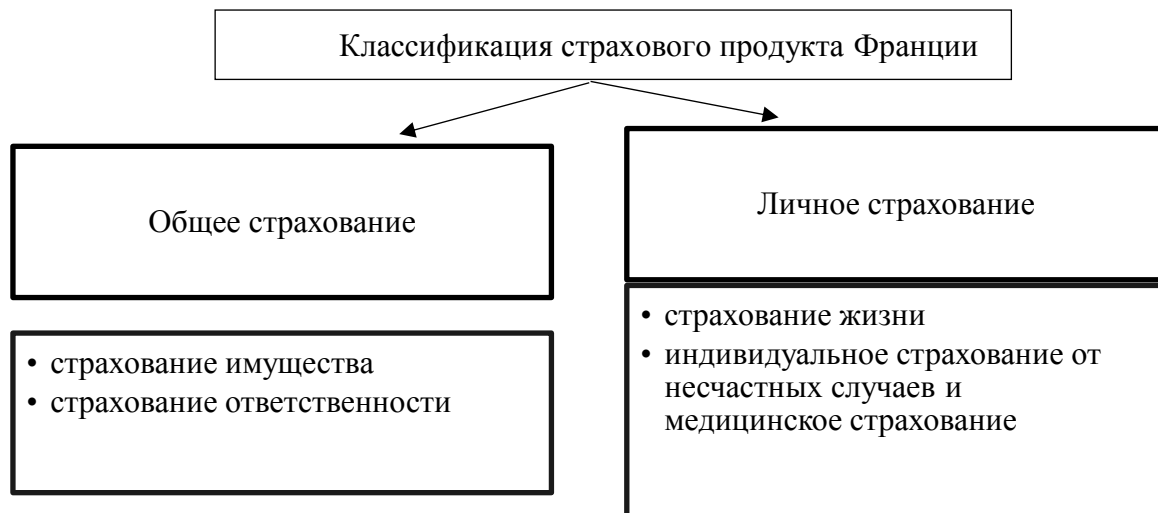 Классификация страхового продукта Франции
Общее страхование
Личное страхование
• страхование имущества
• страхование ответственности
• страхование жизни
• индивидуальное страхование от
несчастных случаев и
медицинское страхование